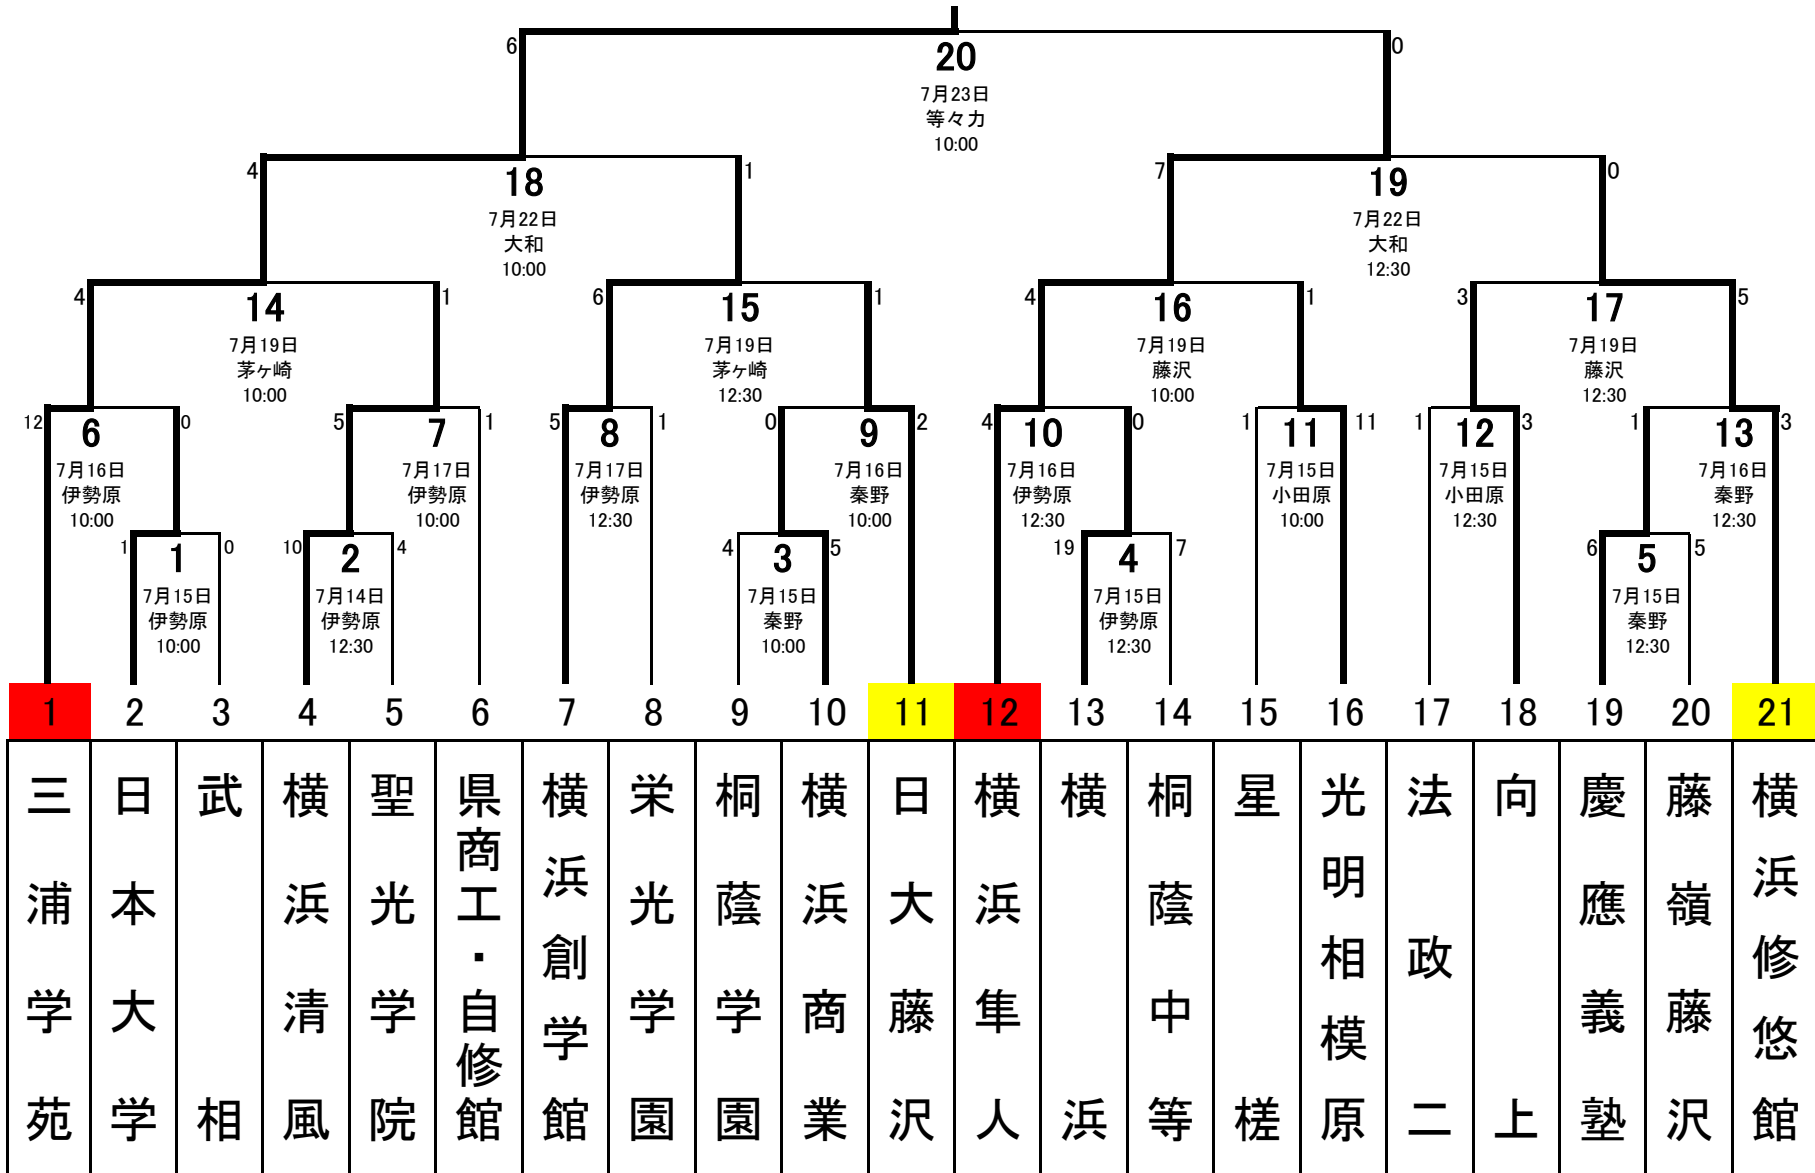 6 0
20
7月23日
等々力
10:00
4 1 7 0
18 19
7月22日 7月22日
大和 大和
10:00 12:30
4 1 6 1 4 1 3 5
14 15 16 17
7月19日 7月19日 7月19日 7月19日
茅ヶ崎 茅ヶ崎 藤沢 藤沢
10:00 12:30 10:00 12:30
12 0 5 1 5 1 0 2 4 0 1 11 1 3 1 3
6 7 8 9 10 11 12 13
7月16日 7月17日 7月17日 7月16日 7月16日 7月15日 7月15日 7月16日
伊勢原 伊勢原 伊勢原 秦野 伊勢原 小田原 小田原 秦野
10:00 10:00 12:30 10:00 12:30 10:00 12:30 12:30
1 0 10 4 4 5 19 7 6 5
1 2 3 4 5
7月15日 7月14日 7月15日 7月15日 7月15日
伊勢原 伊勢原 秦野 伊勢原 秦野
10:00 12:30 10:00 12:30 12:30
1 2 3 4 5 6 7 8 9 10 11 12 13 14 15 16 17 18 19 20 21
三浦学苑
日本大学
武相
横浜清風
聖光学院
県商工・自修館
横浜創学館
栄光学園
桐蔭学園
横浜商業
日大藤沢
横浜隼人
横浜
桐蔭中等
星槎
光明相模原
法政二
向上
慶應義塾
藤嶺藤沢
横浜修悠館